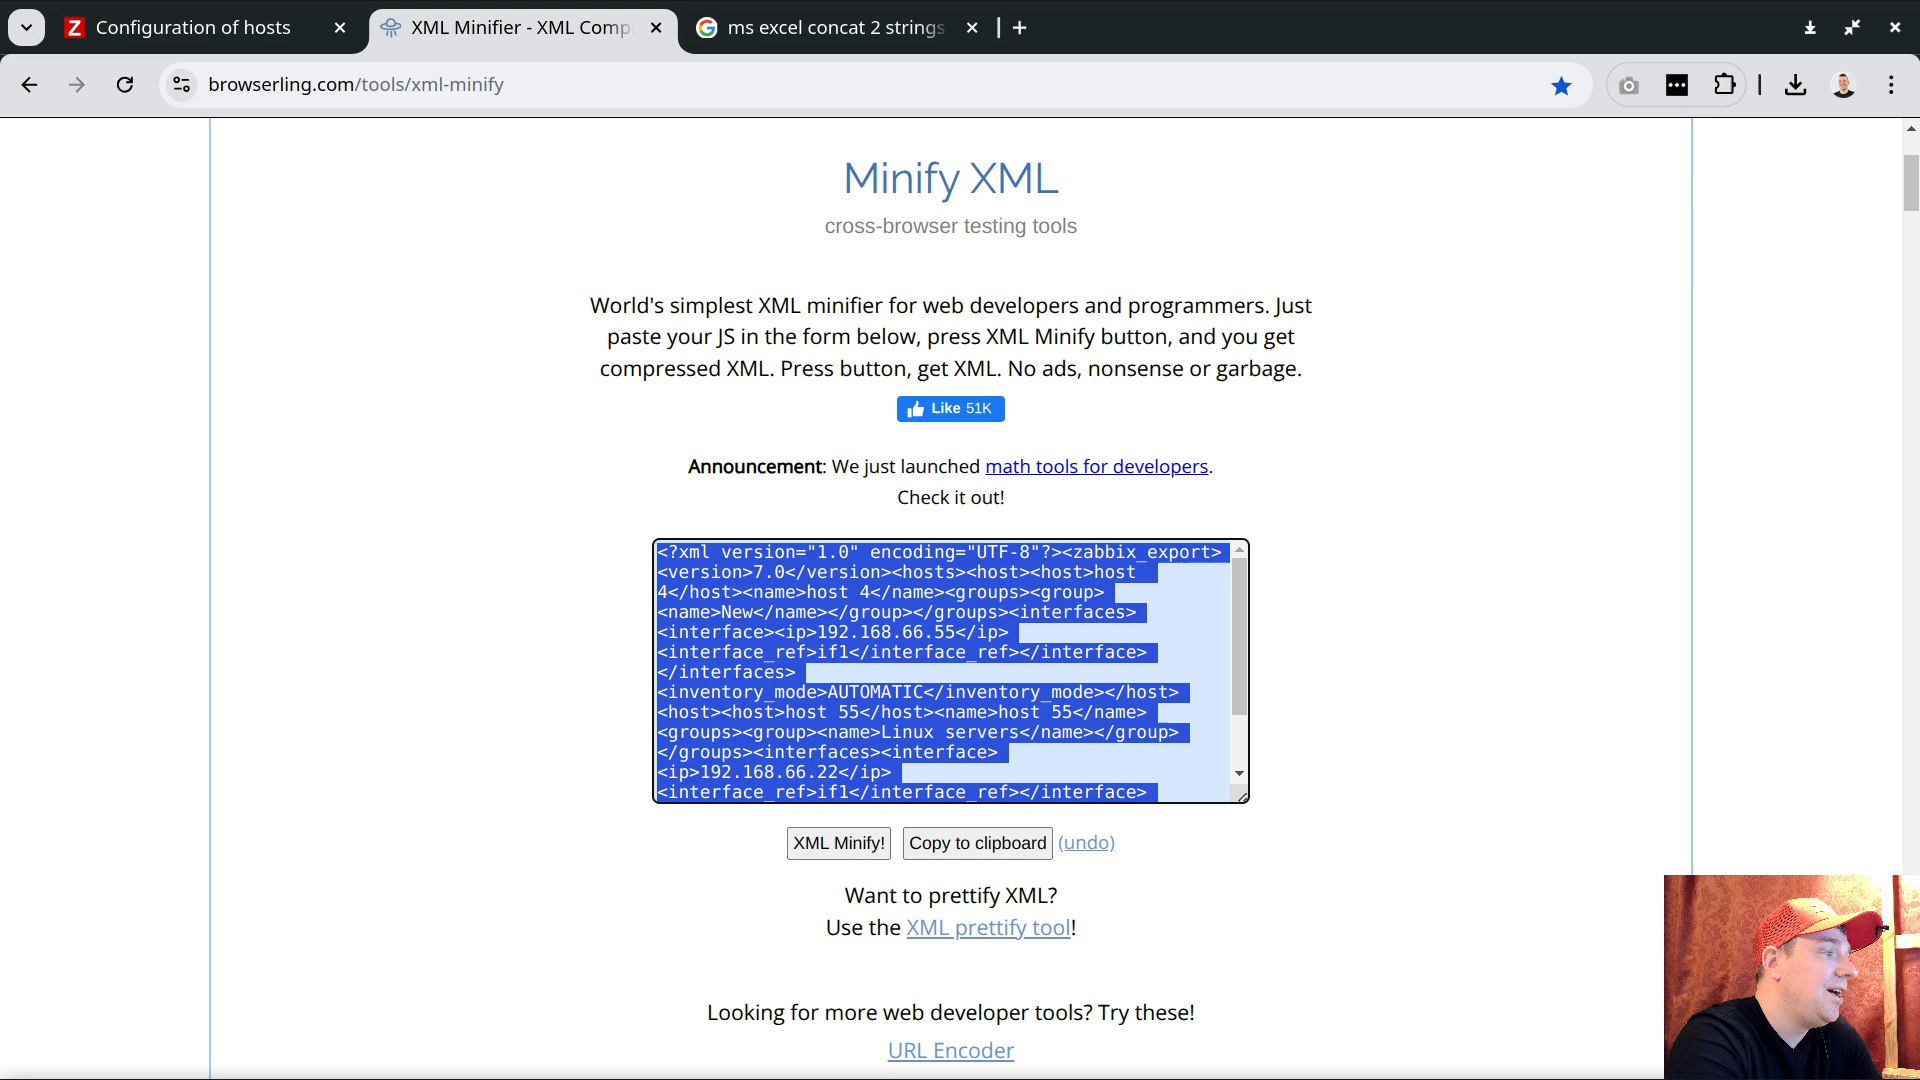 Configuration of hosts
XML Minifier - XML Comp
ms excel concat 2 strings
browserling.com/tools/xml-minify
Minify XML
cross-browser testing tools
World's simplest XML minifier for web developers and programmers. Just
paste your JS in the form below, press XML Minify button, and you get
compressed XML. Press button, get XML. No ads, nonsense or garbage.
Like 51K
Announcement: We just launched math tools for developers.
Check it out!
<?xml version="1.0" encoding="UTF-8"?><zabbix_export>
<version>7.0</version><hosts><host><host>host
4</host><name>host 4</name><groups><group>
<name>New</name></group></groups><interfaces>
<interface><ip>192.168.66.55</ip>
<interface_ref>if1</interface_ref></interface>
</interfaces>
<inventory_mode>AUTOMATIC</inventory_mode></host>
<host><host>host 55</host><name>host 55</name>
<groups><group><name>Linux servers</name></group>
</groups><interfaces><interface>
<ip>192.168.66.22</ip>
<interface_ref>if1</interface_ref></interface>
XML Minify! Copy to clipboard (undo)
Want to prettify XML?
Use the XML prettify tool!
Looking for more web developer tools? Try these!
URL Encoder